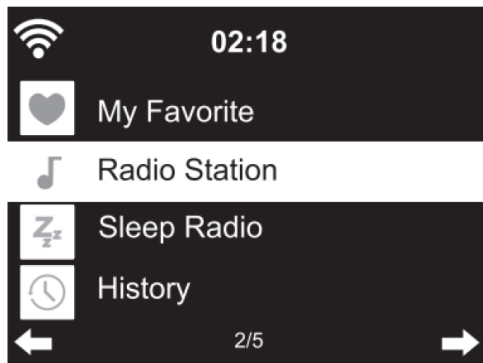 02:18
My Favorite
Radio Station
Sleep Radio
History
2/5